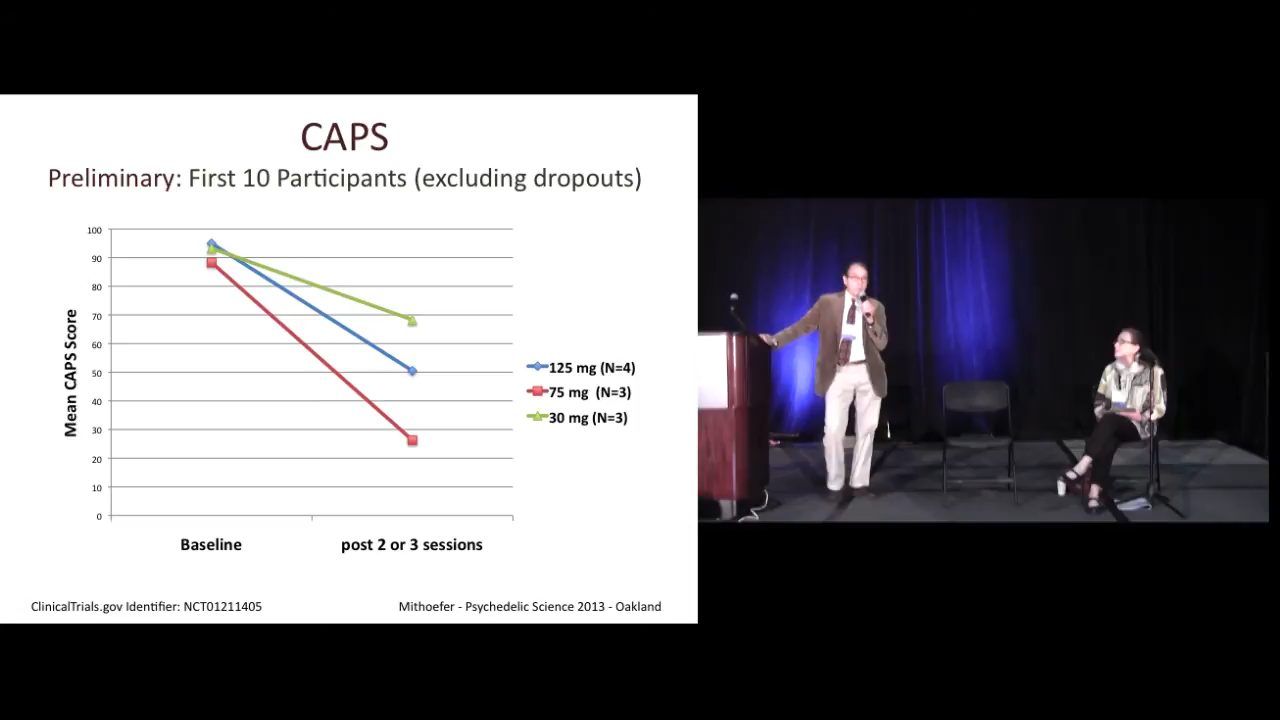 CAPS
Preliminary: First 10 Participants (excluding dropouts)
100
90
80
70
60
50
40
30
20
10
0
Mean CAPS Score
125 mg (N=4)
75 mg (N=3)
30 mg (N=3)
Baseline
post 2 or 3 sessions
ClinicalTrials.gov Identifier: NCT01211405
Mithoefer - Psychedelic Science 2013 - Oakland